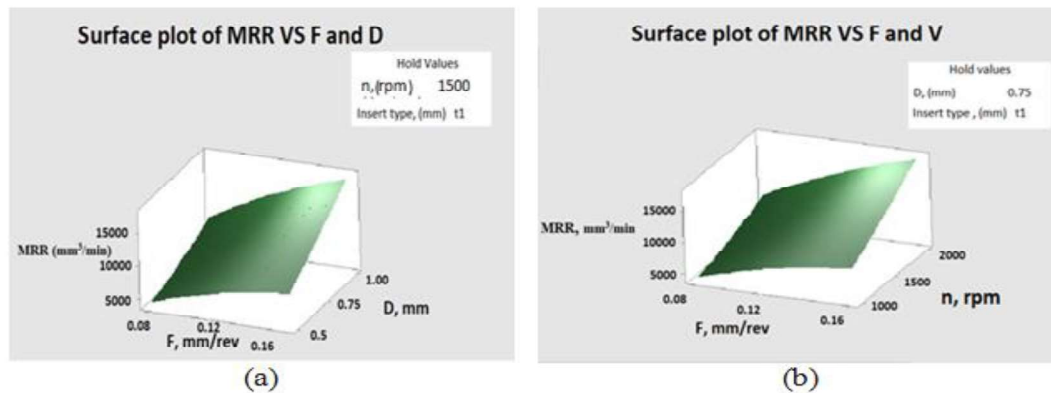 Surface plot of MRR VS F and D
Hold Values
n,(rpm) 1500
Insert type, (mm) t1
15000
MRR (mm³/min)
10000
5000
0.08
0.12
0.16
F, mm/rev
0.5
0.75
1.00
D, mm
(a)
Surface plot of MRR VS F and V
Hold values
D, (mm) 0.75
Insert type , (mm) t1
15000
MRR, mm³/min
10000
5000
0.08
0.12
0.16
F, mm/rev
1000
1500
2000
n, rpm
(b)